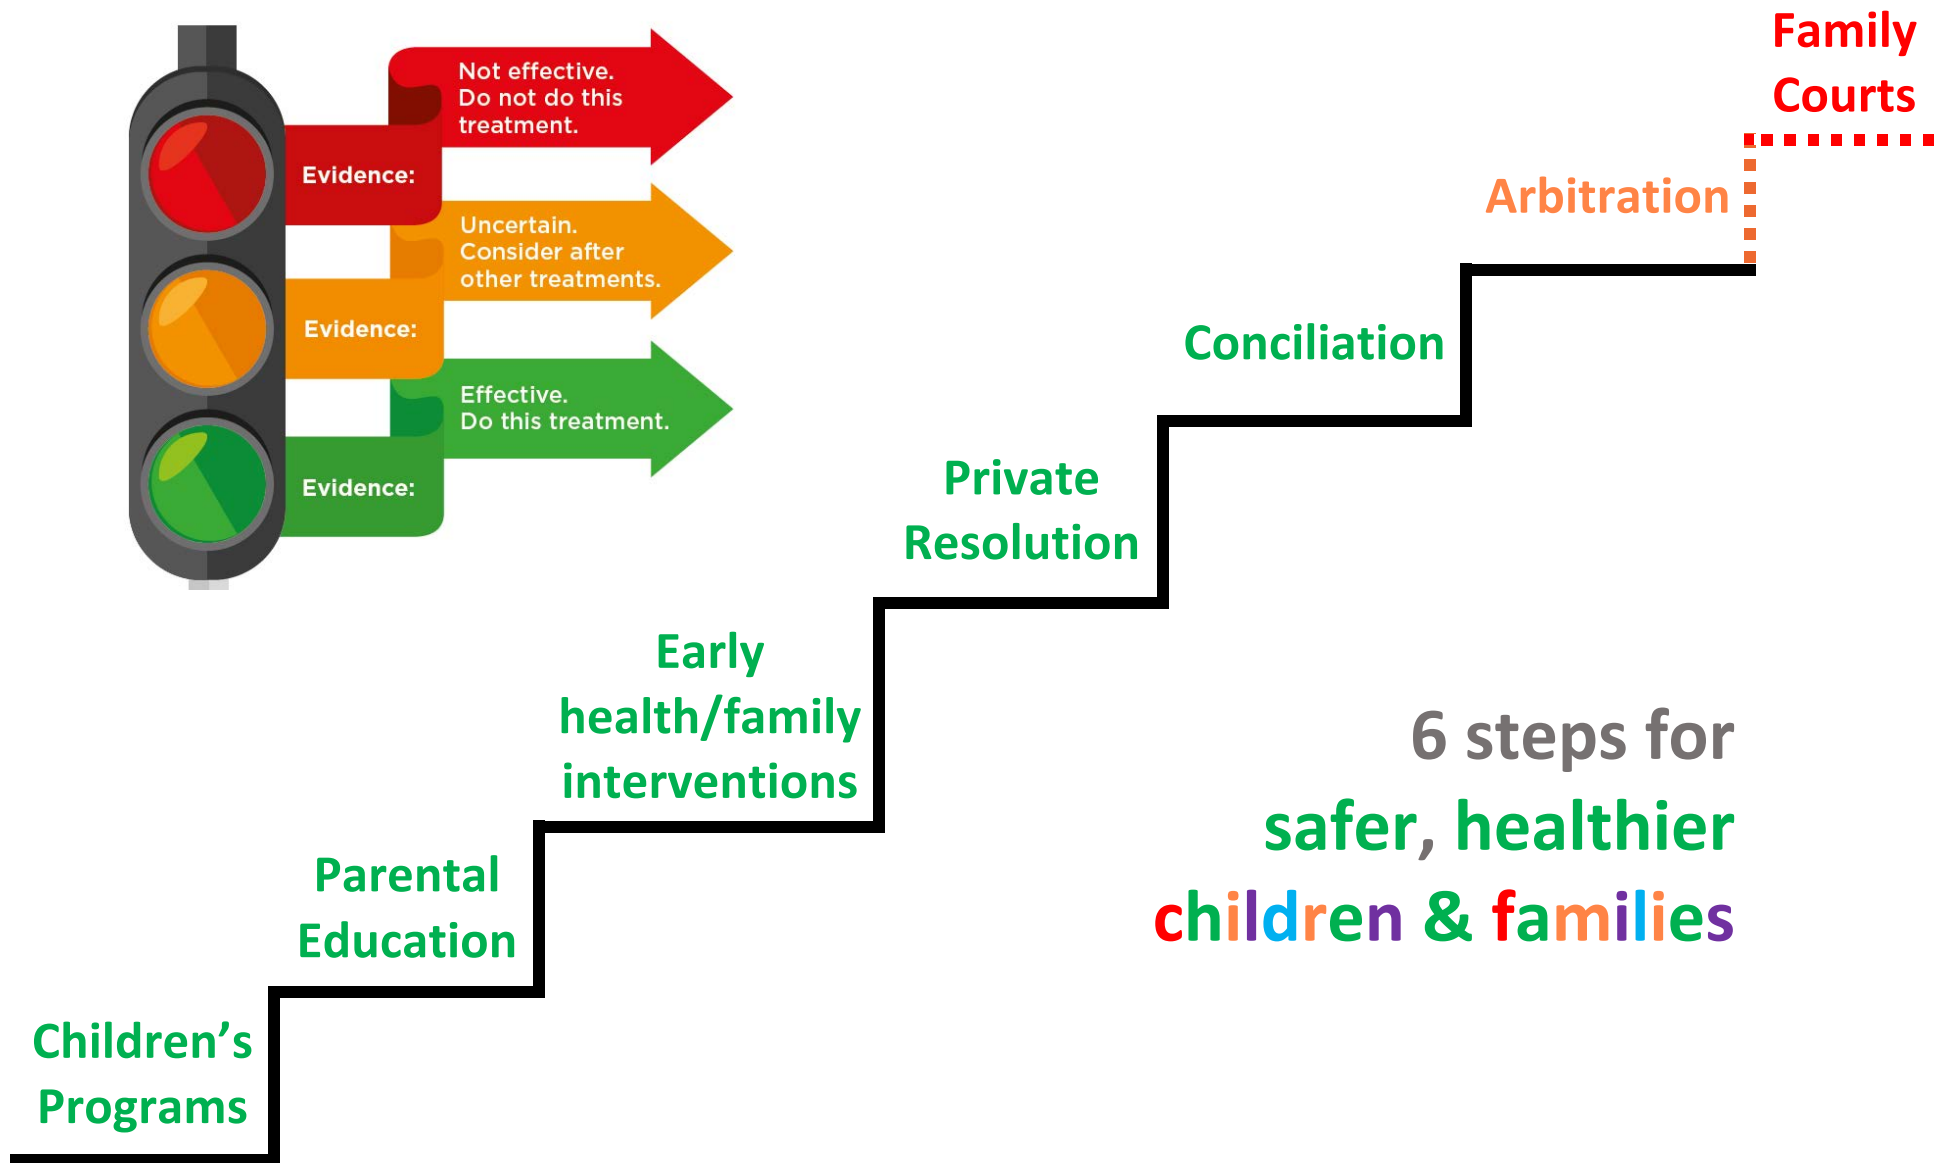 Not effective.
Do not do this
treatment.
Evidence:
Uncertain.
Consider after
other treatments.
Evidence:
Effective.
Do this treatment.
Evidence:
Family
Courts
Arbitration
Conciliation
Private
Resolution
Early
health/family
interventions
Parental
Education
Children’s
Programs
6 steps for
safer, healthier
children & families